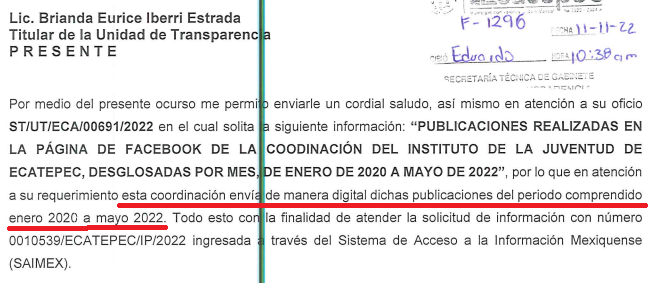 Lic. Brianda Eurice Iberri Estrada
Titular de la Unidad de Transparencia
P R E S E N T E
F-1296
FECHA 11-11-22
Eduardo
HORA 10:38am
SECRETARÍA TÉCNICA DE GABINETE
Por medio del presente ocurso me permito enviarle un cordial saludo, así mismo en atención a su oficio
ST/UT/ECA/00691/2022 en el cual solita la siguiente información: “PUBLICACIONES REALIZADAS EN
LA PÁGINA DE FACEBOOK DE LA COODINACIÓN DEL INSTITUTO DE LA JUVENTUD DE
ECATEPEC, DESGLOSADAS POR MES, DE ENERO DE 2020 A MAYO DE 2022”, por lo que en atención
a su requerimiento esta coordinación envía de manera digital dichas publicaciones del periodo comprendido
enero 2020 a mayo 2022. Todo esto con la finalidad de atender la solicitud de información con número
0010539/ECATEPEC/IP/2022 ingresada a través del Sistema de Acceso a la Información Mexiquense
(SAIMEX).